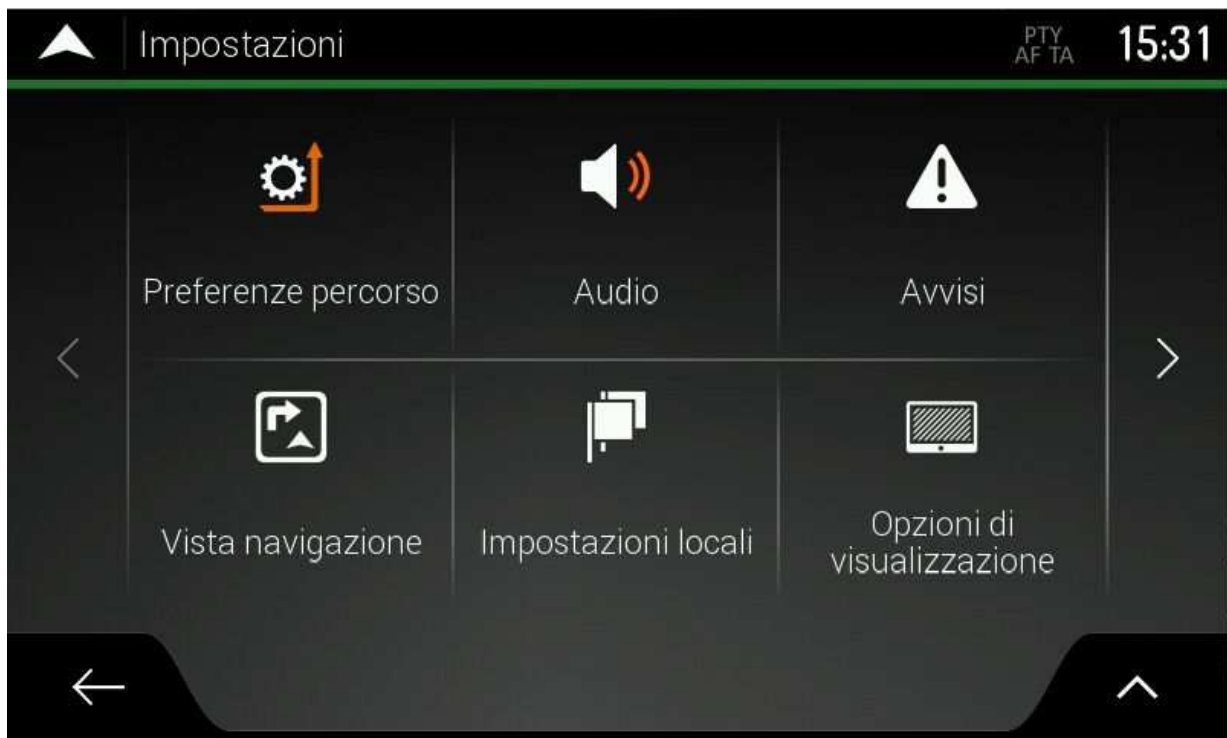 Impostazioni
PTY
AF TA
15:31
Preferenze percorso
Audio
Avvisi
Vista navigazione
Impostazioni locali
Opzioni di
visualizzazione